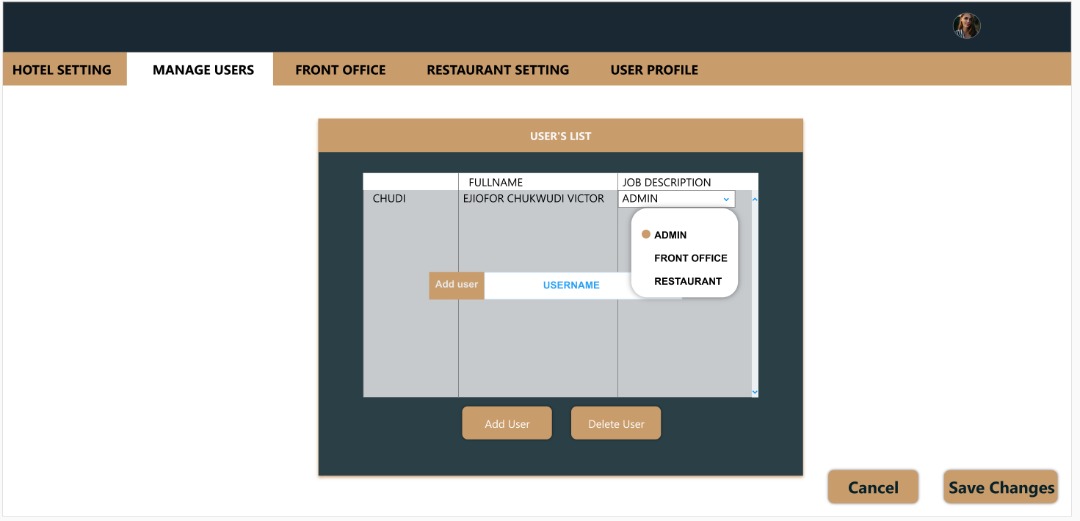 HOTEL SETTING MANAGE USERS FRONT OFFICE RESTAURANT SETTING USER PROFILE
USER'S LIST
FULLNAME JOB DESCRIPTION
CHUDI EJIOFOR CHUKWUDI VICTOR ADMIN
ADMIN
FRONT OFFICE
RESTAURANT
Add user USERNAME
Add User Delete User
Cancel Save Changes